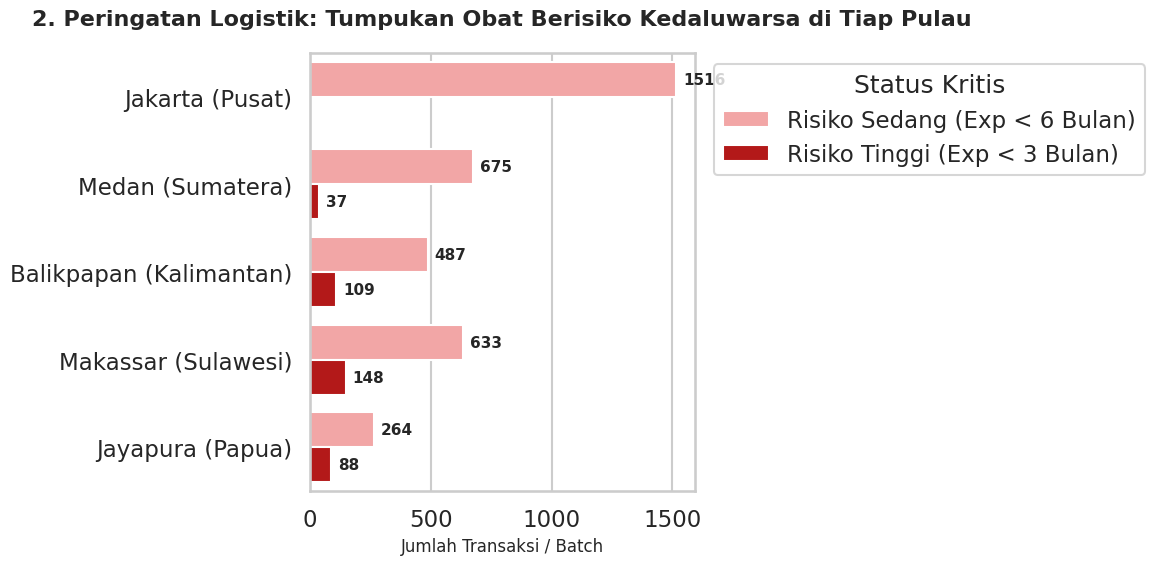 2. Peringatan Logistik: Tumpukan Obat Berisiko Kedaluwarsa di Tiap Pulau
Status Kritis
Risiko Sedang (Exp < 6 Bulan)
Risiko Tinggi (Exp < 3 Bulan)
Jakarta (Pusat)
1516
Medan (Sumatera)
675
37
Balikpapan (Kalimantan)
487
109
Makassar (Sulawesi)
633
148
Jayapura (Papua)
264
88
0 500 1000 1500
Jumlah Transaksi / Batch